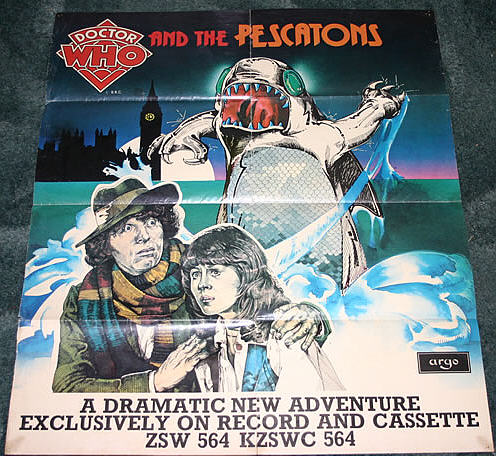 DOCTOR WHO AND THE PESCATONS
© B.B.C.
argo
A DRAMATIC NEW ADVENTURE
EXCLUSIVELY ON RECORD AND CASSETTE
ZSW 564 KZSWC 564